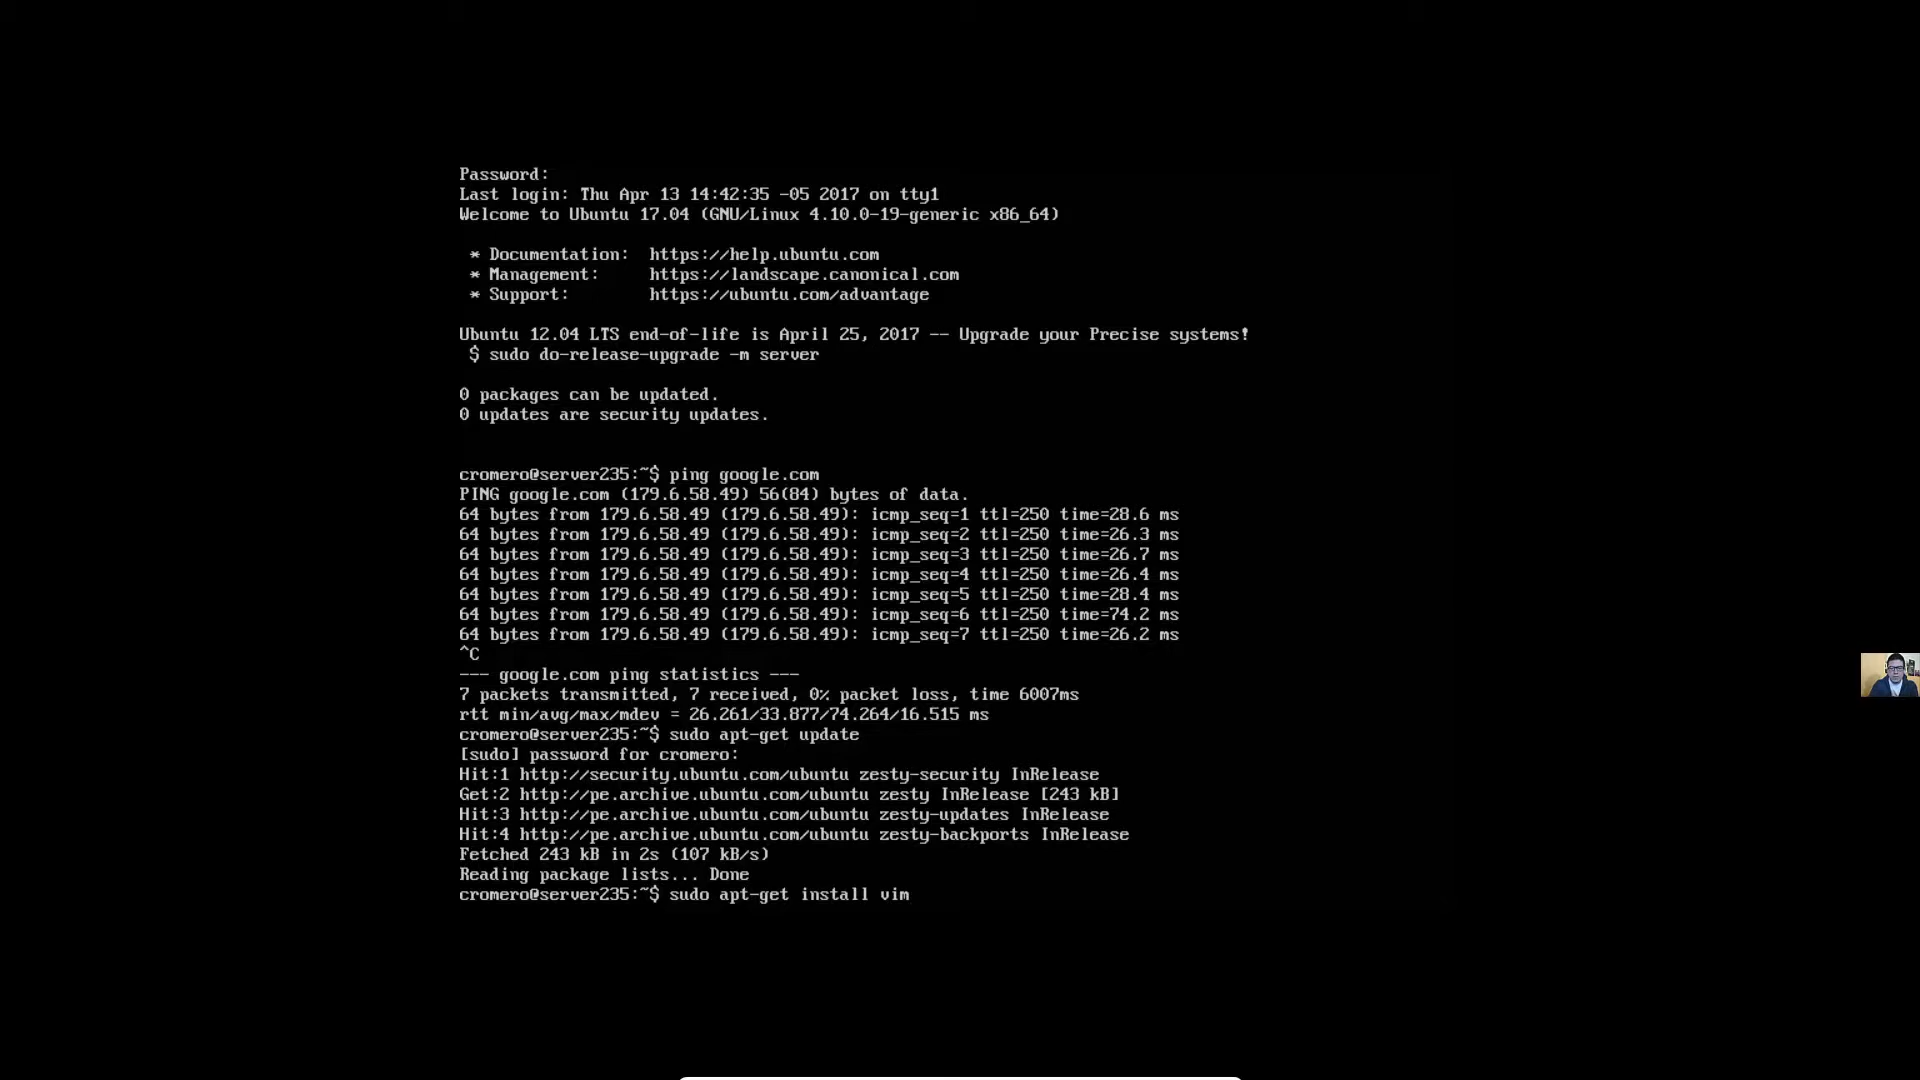 Password:
Last login: Thu Apr 13 14:42:35 -05 2017 on tty1
Welcome to Ubuntu 17.04 (GNU/Linux 4.10.0-19-generic x86_64)
* Documentation:  https://help.ubuntu.com
* Management:     https://landscape.canonical.com
* Support:        https://ubuntu.com/advantage
Ubuntu 12.04 LTS end-of-life is April 25, 2017 -- Upgrade your Precise systems!
$ sudo do-release-upgrade -m server
0 packages can be updated.
0 updates are security updates.
cromero@server235:~$ ping google.com
PING google.com (179.6.58.49) 56(84) bytes of data.
64 bytes from 179.6.58.49 (179.6.58.49): icmp_seq=1 ttl=250 time=28.6 ms
64 bytes from 179.6.58.49 (179.6.58.49): icmp_seq=2 ttl=250 time=26.3 ms
64 bytes from 179.6.58.49 (179.6.58.49): icmp_seq=3 ttl=250 time=26.7 ms
64 bytes from 179.6.58.49 (179.6.58.49): icmp_seq=4 ttl=250 time=26.4 ms
64 bytes from 179.6.58.49 (179.6.58.49): icmp_seq=5 ttl=250 time=28.4 ms
64 bytes from 179.6.58.49 (179.6.58.49): icmp_seq=6 ttl=250 time=74.2 ms
64 bytes from 179.6.58.49 (179.6.58.49): icmp_seq=7 ttl=250 time=26.2 ms
^C
--- google.com ping statistics ---
7 packets transmitted, 7 received, 0% packet loss, time 6007ms
rtt min/avg/max/mdev = 26.261/33.877/74.264/16.515 ms
cromero@server235:~$ sudo apt-get update
[sudo] password for cromero:
Hit:1 http://security.ubuntu.com/ubuntu zesty-security InRelease
Get:2 http://pe.archive.ubuntu.com/ubuntu zesty InRelease [243 kB]
Hit:3 http://pe.archive.ubuntu.com/ubuntu zesty-updates InRelease
Hit:4 http://pe.archive.ubuntu.com/ubuntu zesty-backports InRelease
Fetched 243 kB in 2s (107 kB/s)
Reading package lists... Done
cromero@server235:~$ sudo apt-get install vim